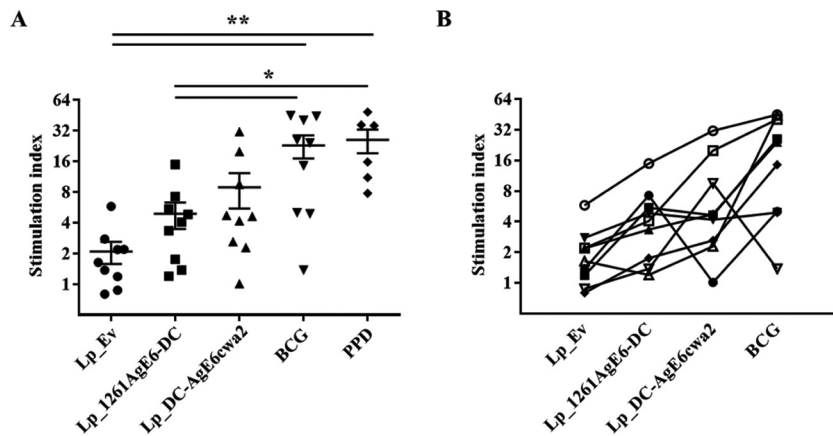 A
**
*
Stimulation index
64
32
16
8
4
2
1
Lp_Ev
Lp_1261AgE6-DC
Lp_DC-AgE6cwa2
BCG
PPD
B
Stimulation index
64
32
16
8
4
2
1
Lp_Ev
Lp_1261AgE6-DC
Lp_DC-AgE6cwa2
BCG